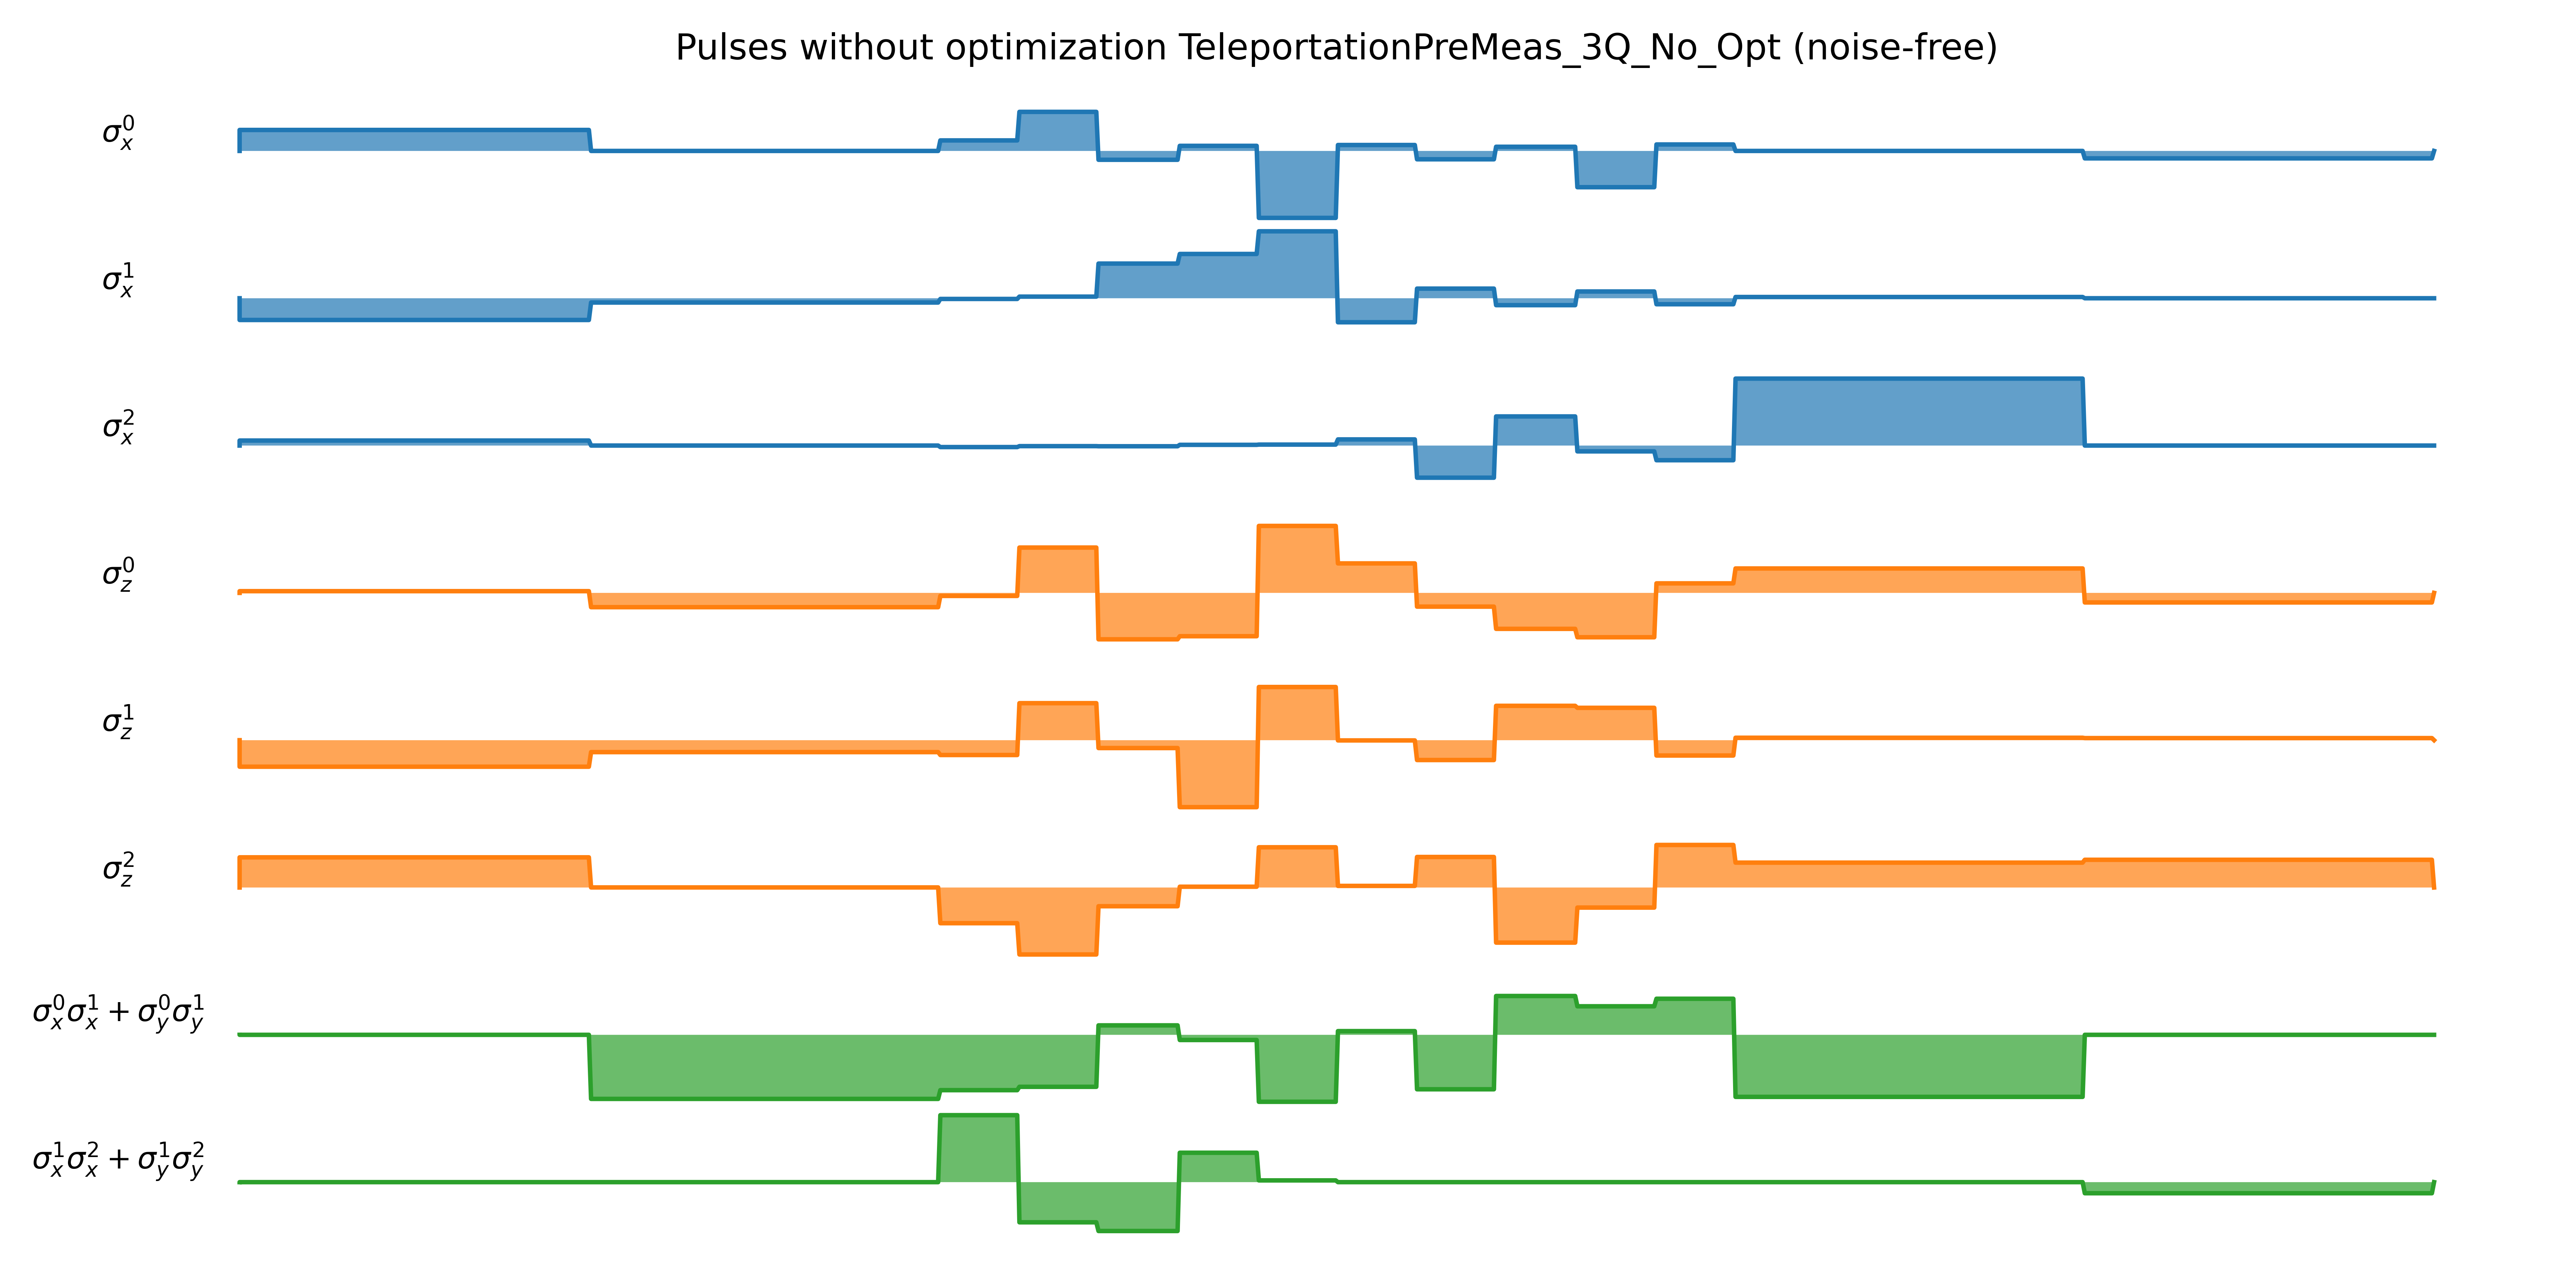 Pulses without optimization TeleportationPreMeas_3Q_No_Opt (noise-free)
σ_x^0
σ_x^1
σ_x^2
σ_z^0
σ_z^1
σ_z^2
σ_x^0σ_x^1 + σ_y^0σ_y^1
σ_x^1σ_x^2 + σ_y^1σ_y^2